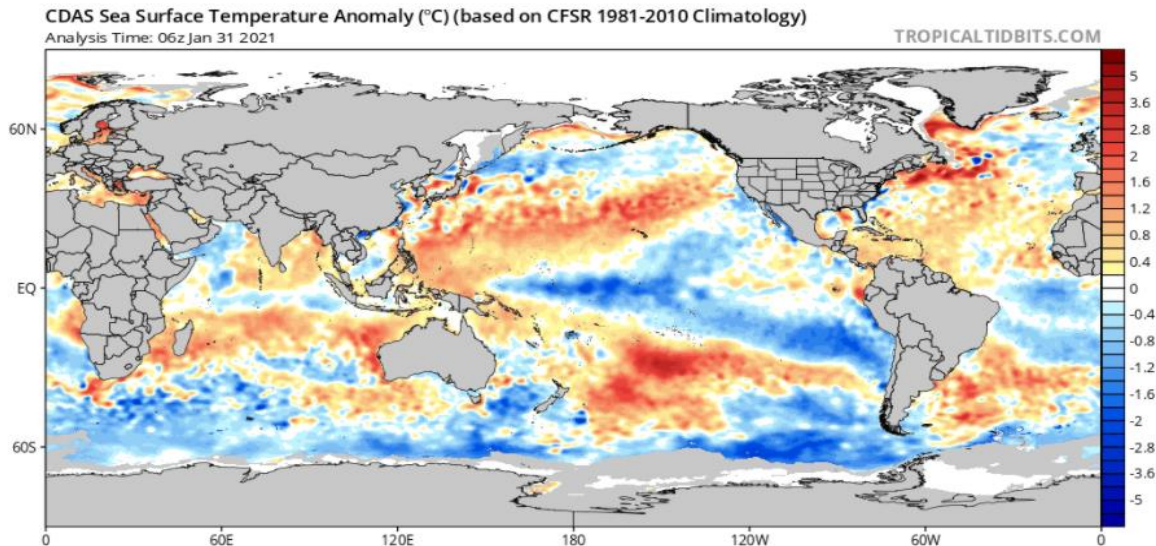 CDAS Sea Surface Temperature Anomaly (°C) (based on CFSR 1981-2010 Climatology)
Analysis Time: 06z Jan 31 2021
TROPICALTIDBITS.COM
60N
EQ
60S
0
60E
120E
180
120W
60W
0
5
3.6
2.8
2
1.6
1.2
0.8
0.4
0
-0.4
-0.8
-1.2
-1.6
-2
-2.8
-3.6
-5